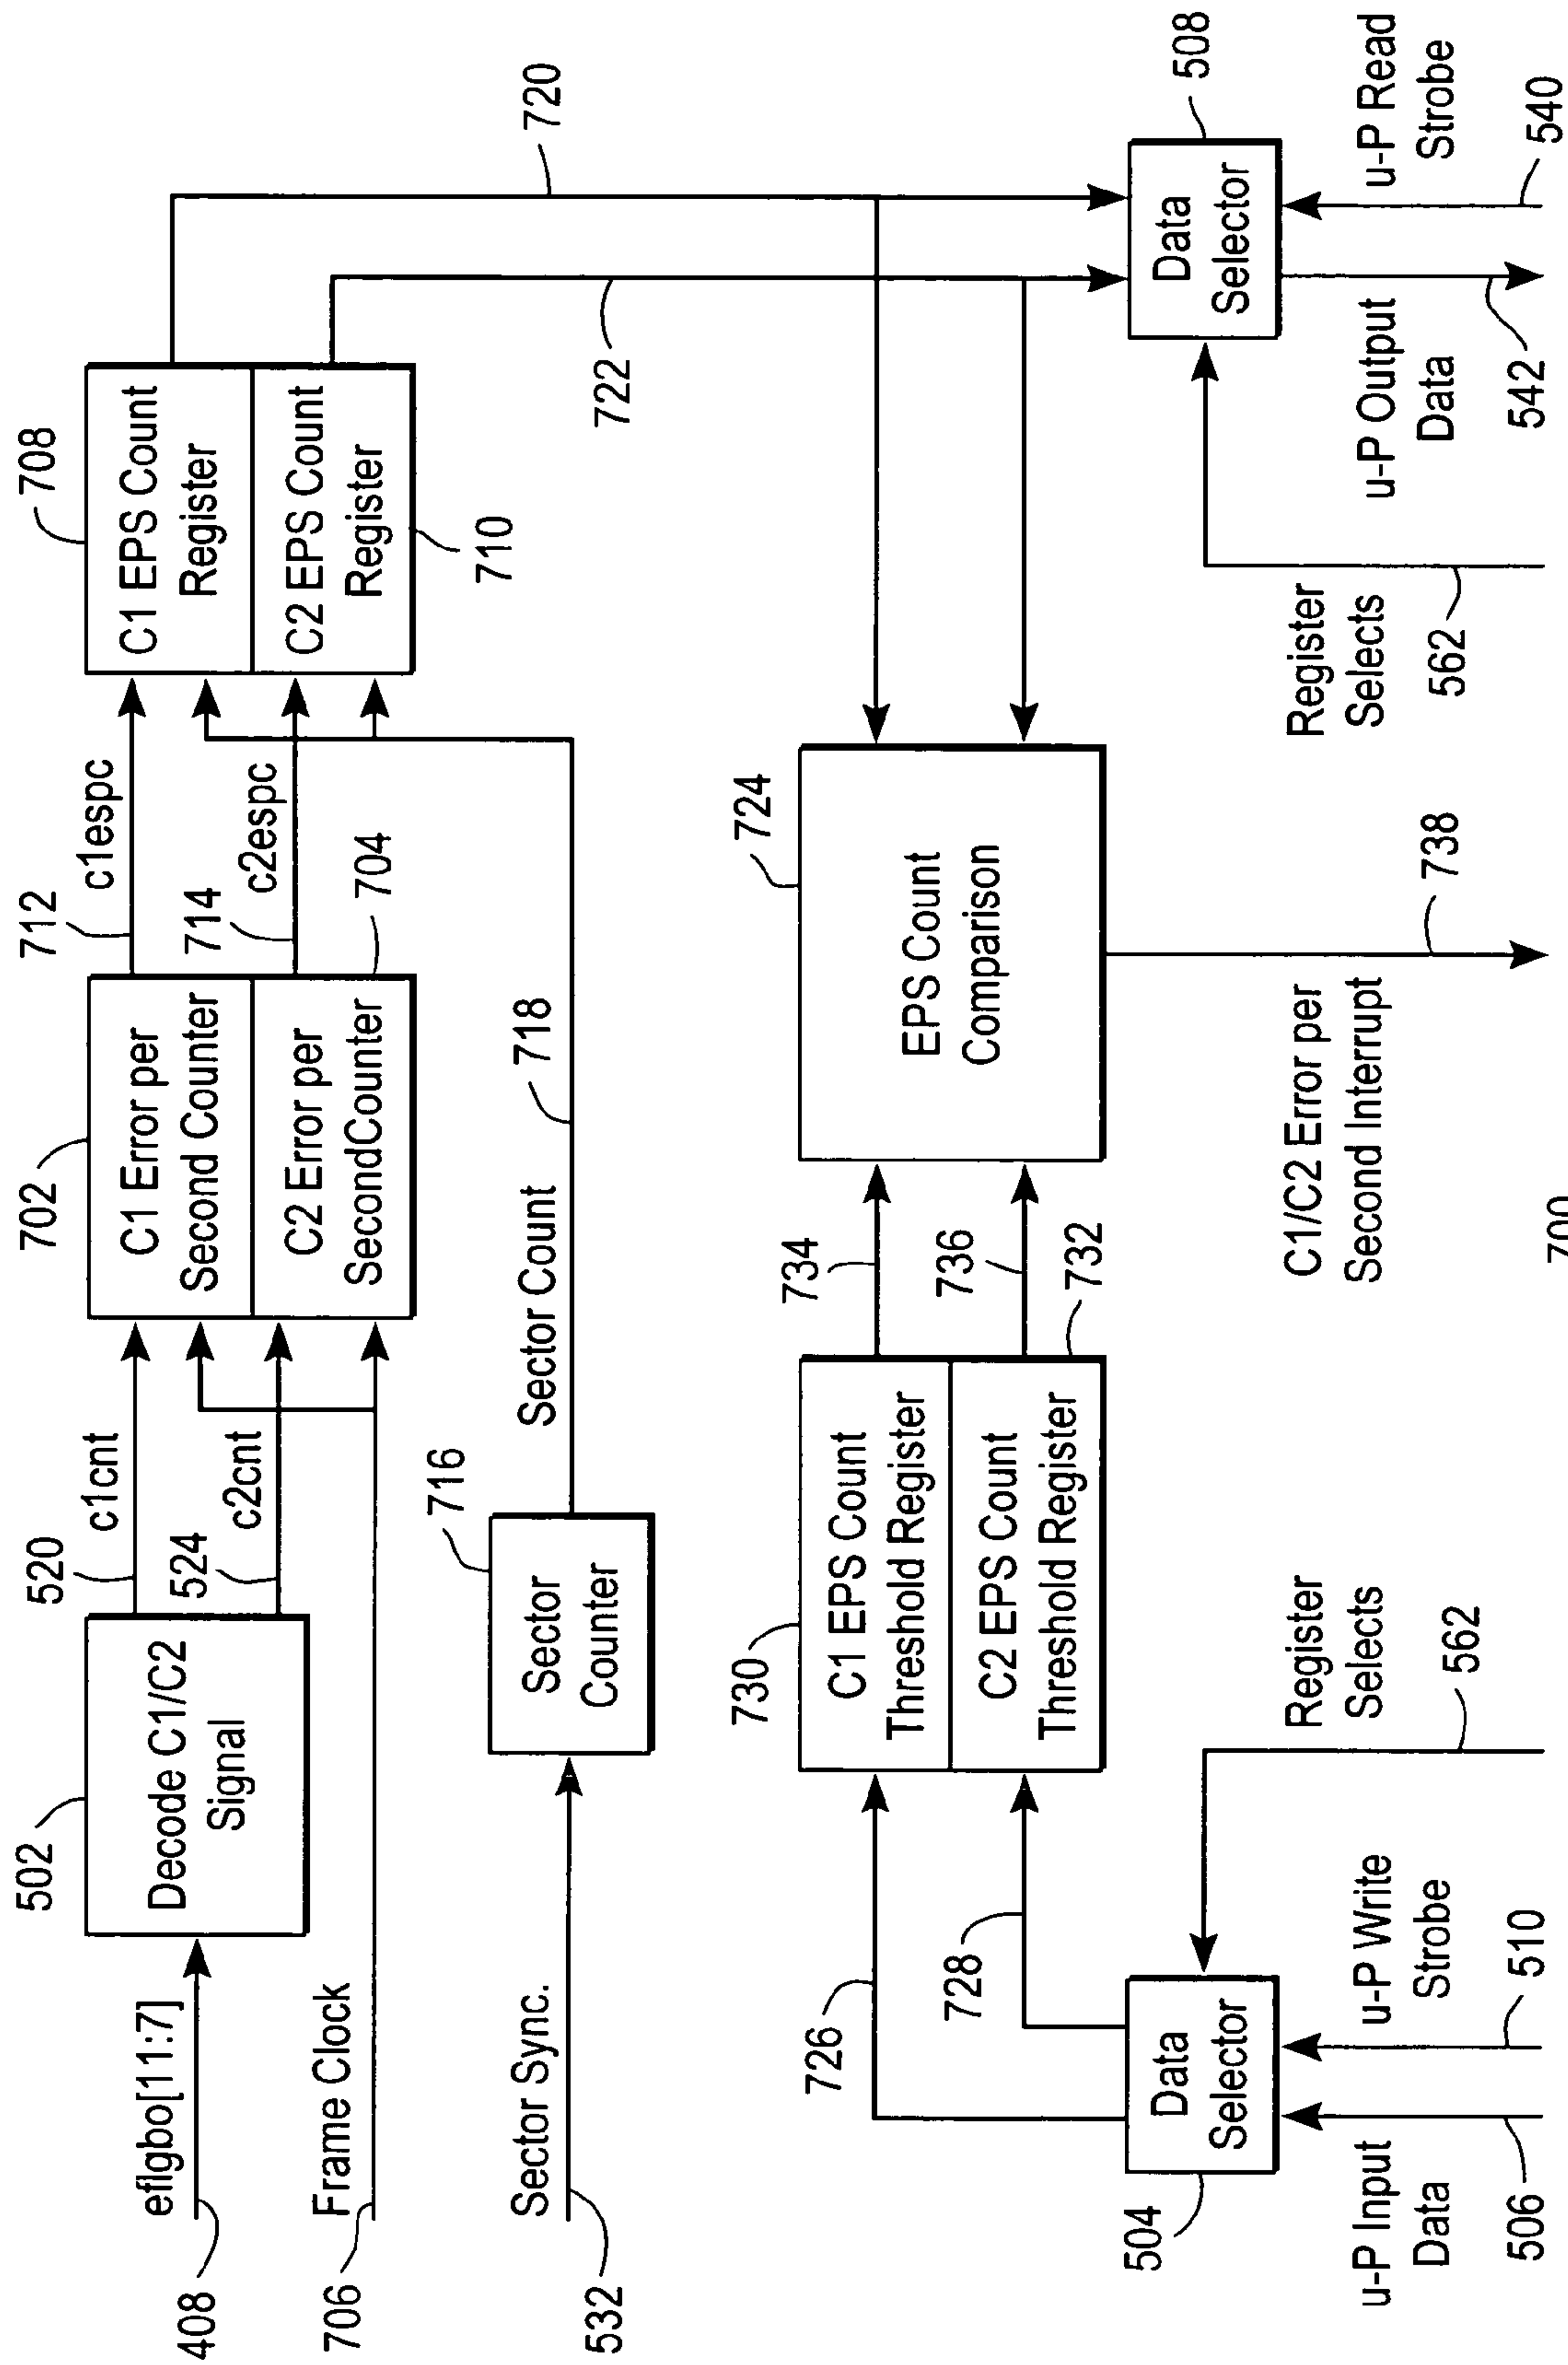 502
Decode C1/C2
Signal
eflgbo[11:7]
408
Frame Clock
706
520
c1cnt
524
c2cnt
702
C1 Error per
Second Counter
C2 Error per
SecondCounter
704
712
c1espc
714
c2espc
708
C1 EPS Count
Register
C2 EPS Count
Register
710
720
722
Sector Sync.
532
716
Sector
Counter
Sector Count
718
726
728
730
C1 EPS Count
Threshold Register
C2 EPS Count
Threshold Register
732
734
736
724
EPS Count
Comparison
504
Data
Selector
u-P Input
Data
506
u-P Write
Strobe
510
Register
Selects
562
C1/C2 Error per
Second Interrupt
738
Register
Selects
562
Data
Selector
508
u-P Output
Data
542
u-P Read
Strobe
540
700